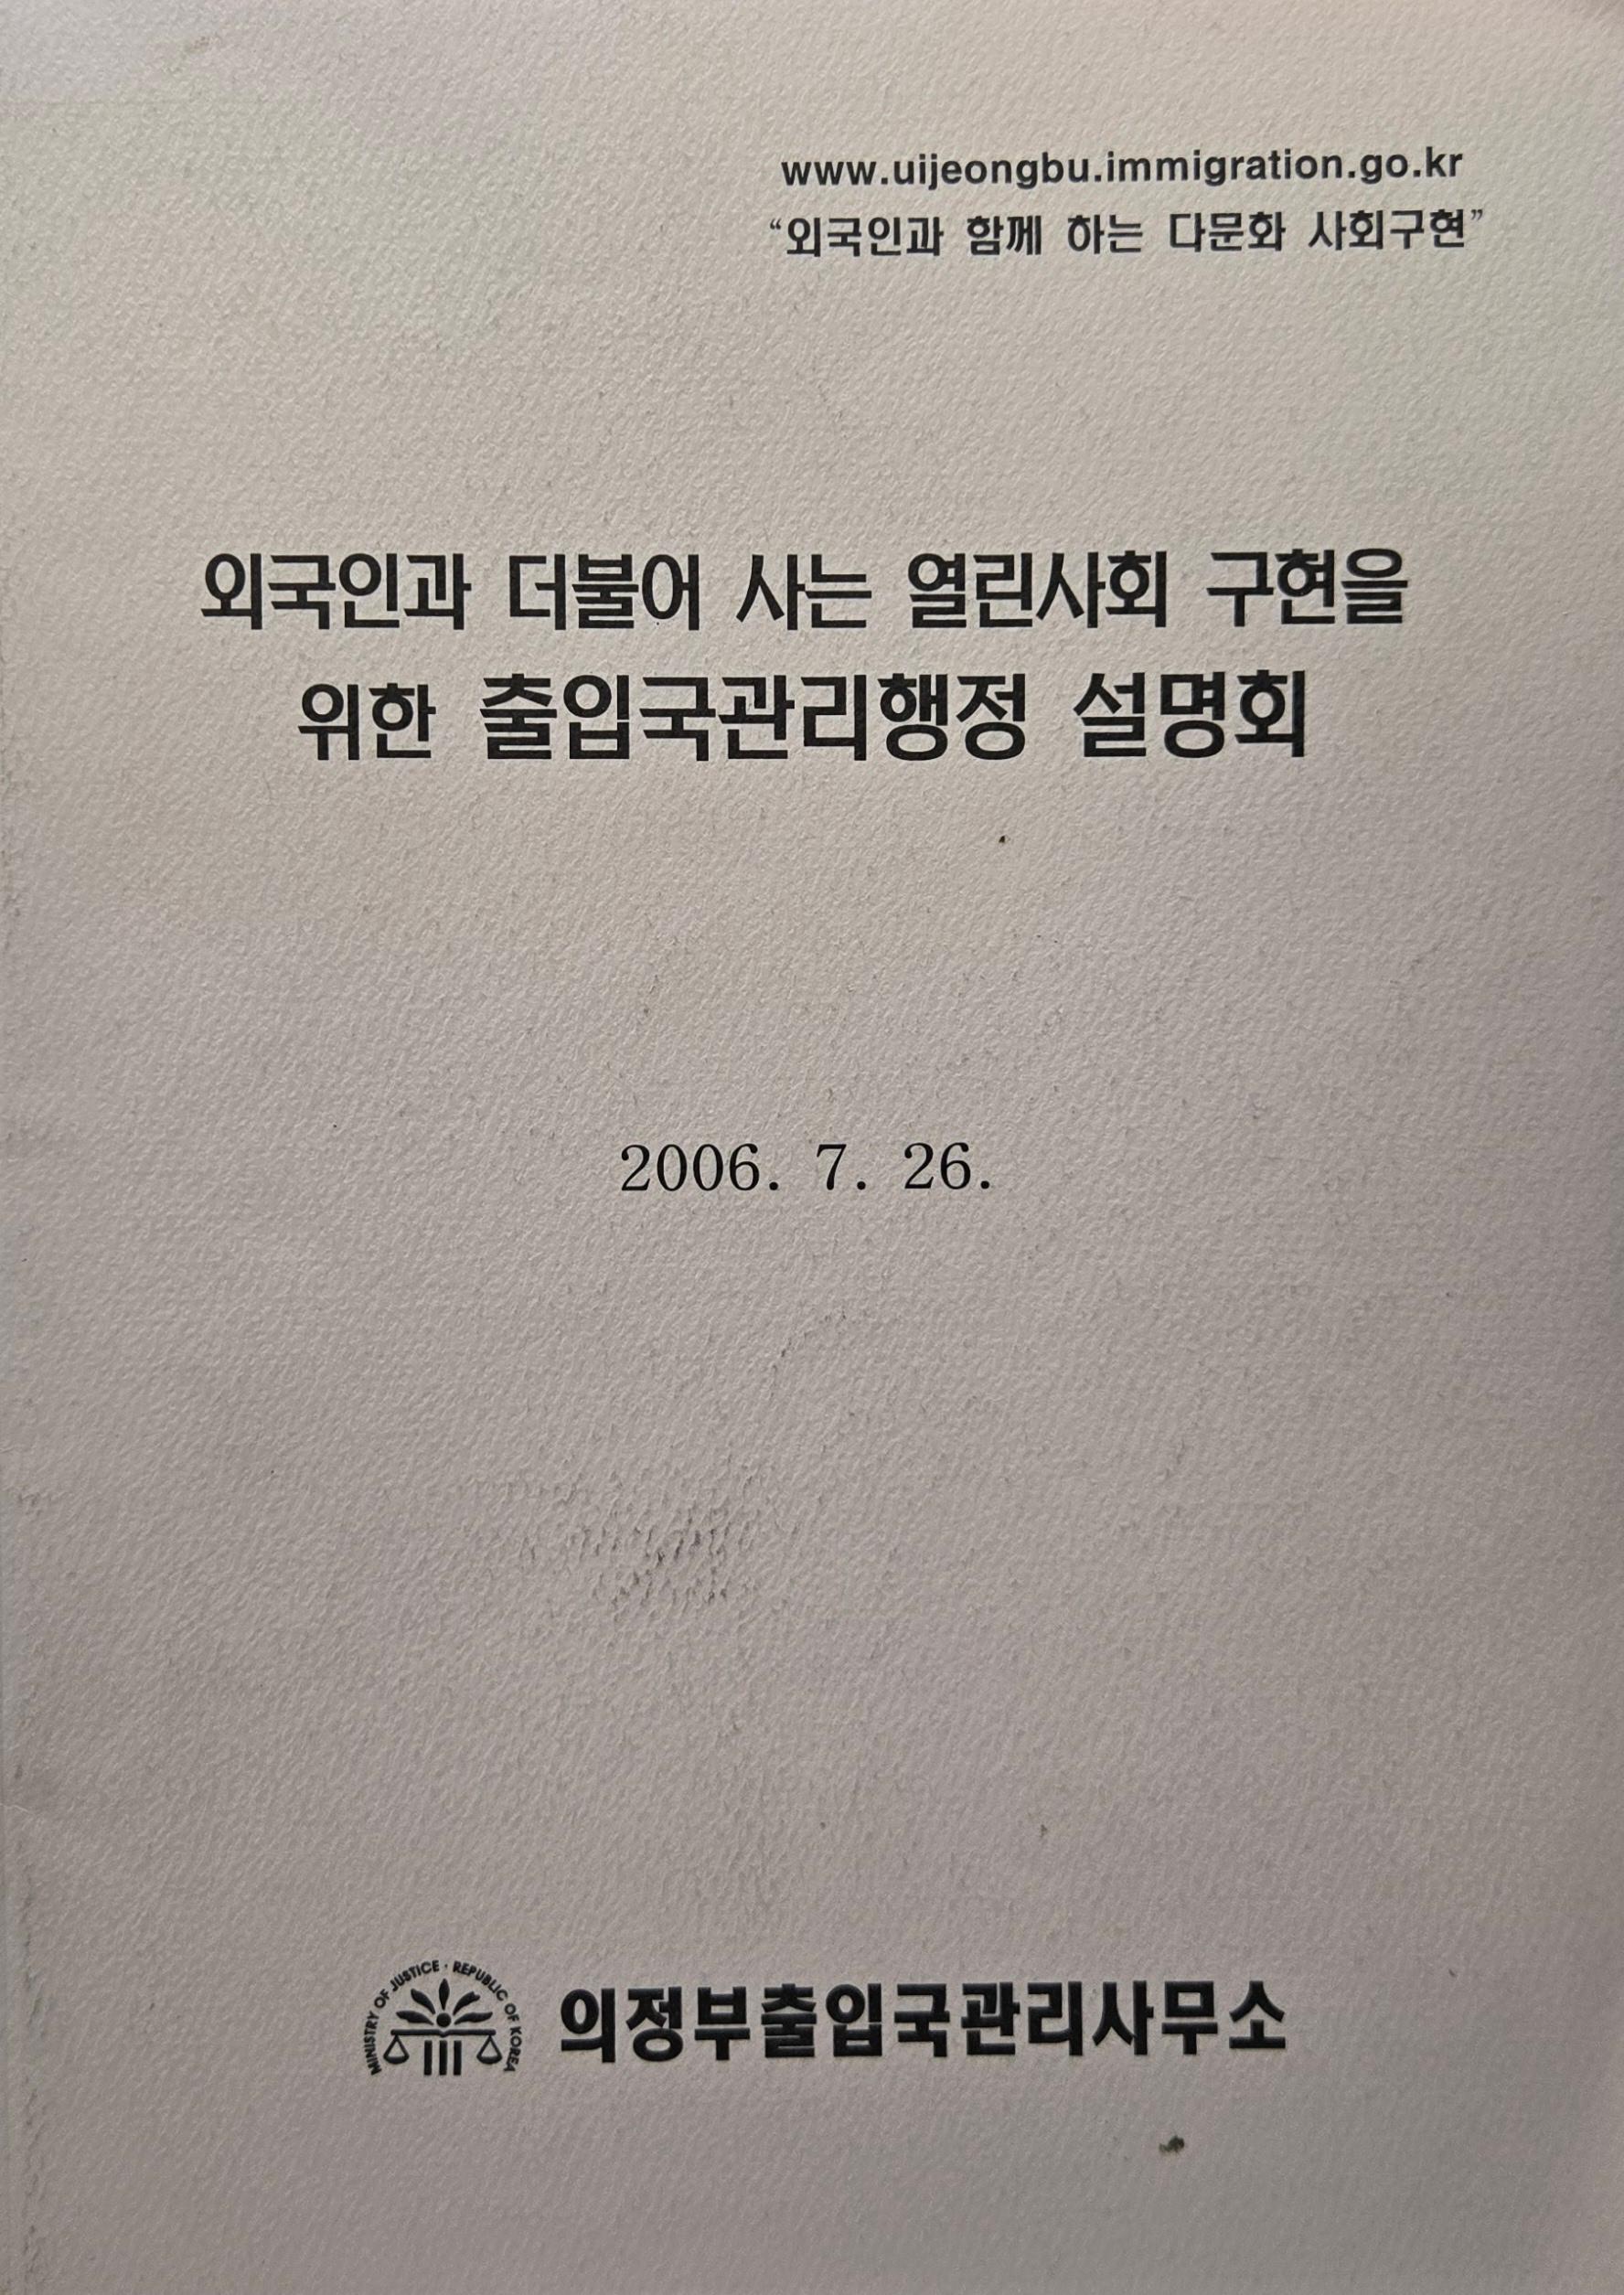 www.uijeongbu.immigration.go.kr
“외국인과 함께 하는 다문화 사회구현”
외국인과 더불어 사는 열린사회 구현을
위한 출입국관리행정 설명회
2006. 7. 26.
MINISTRY OF JUSTICE · REPUBLIC OF KOREA
의정부출입국관리사무소